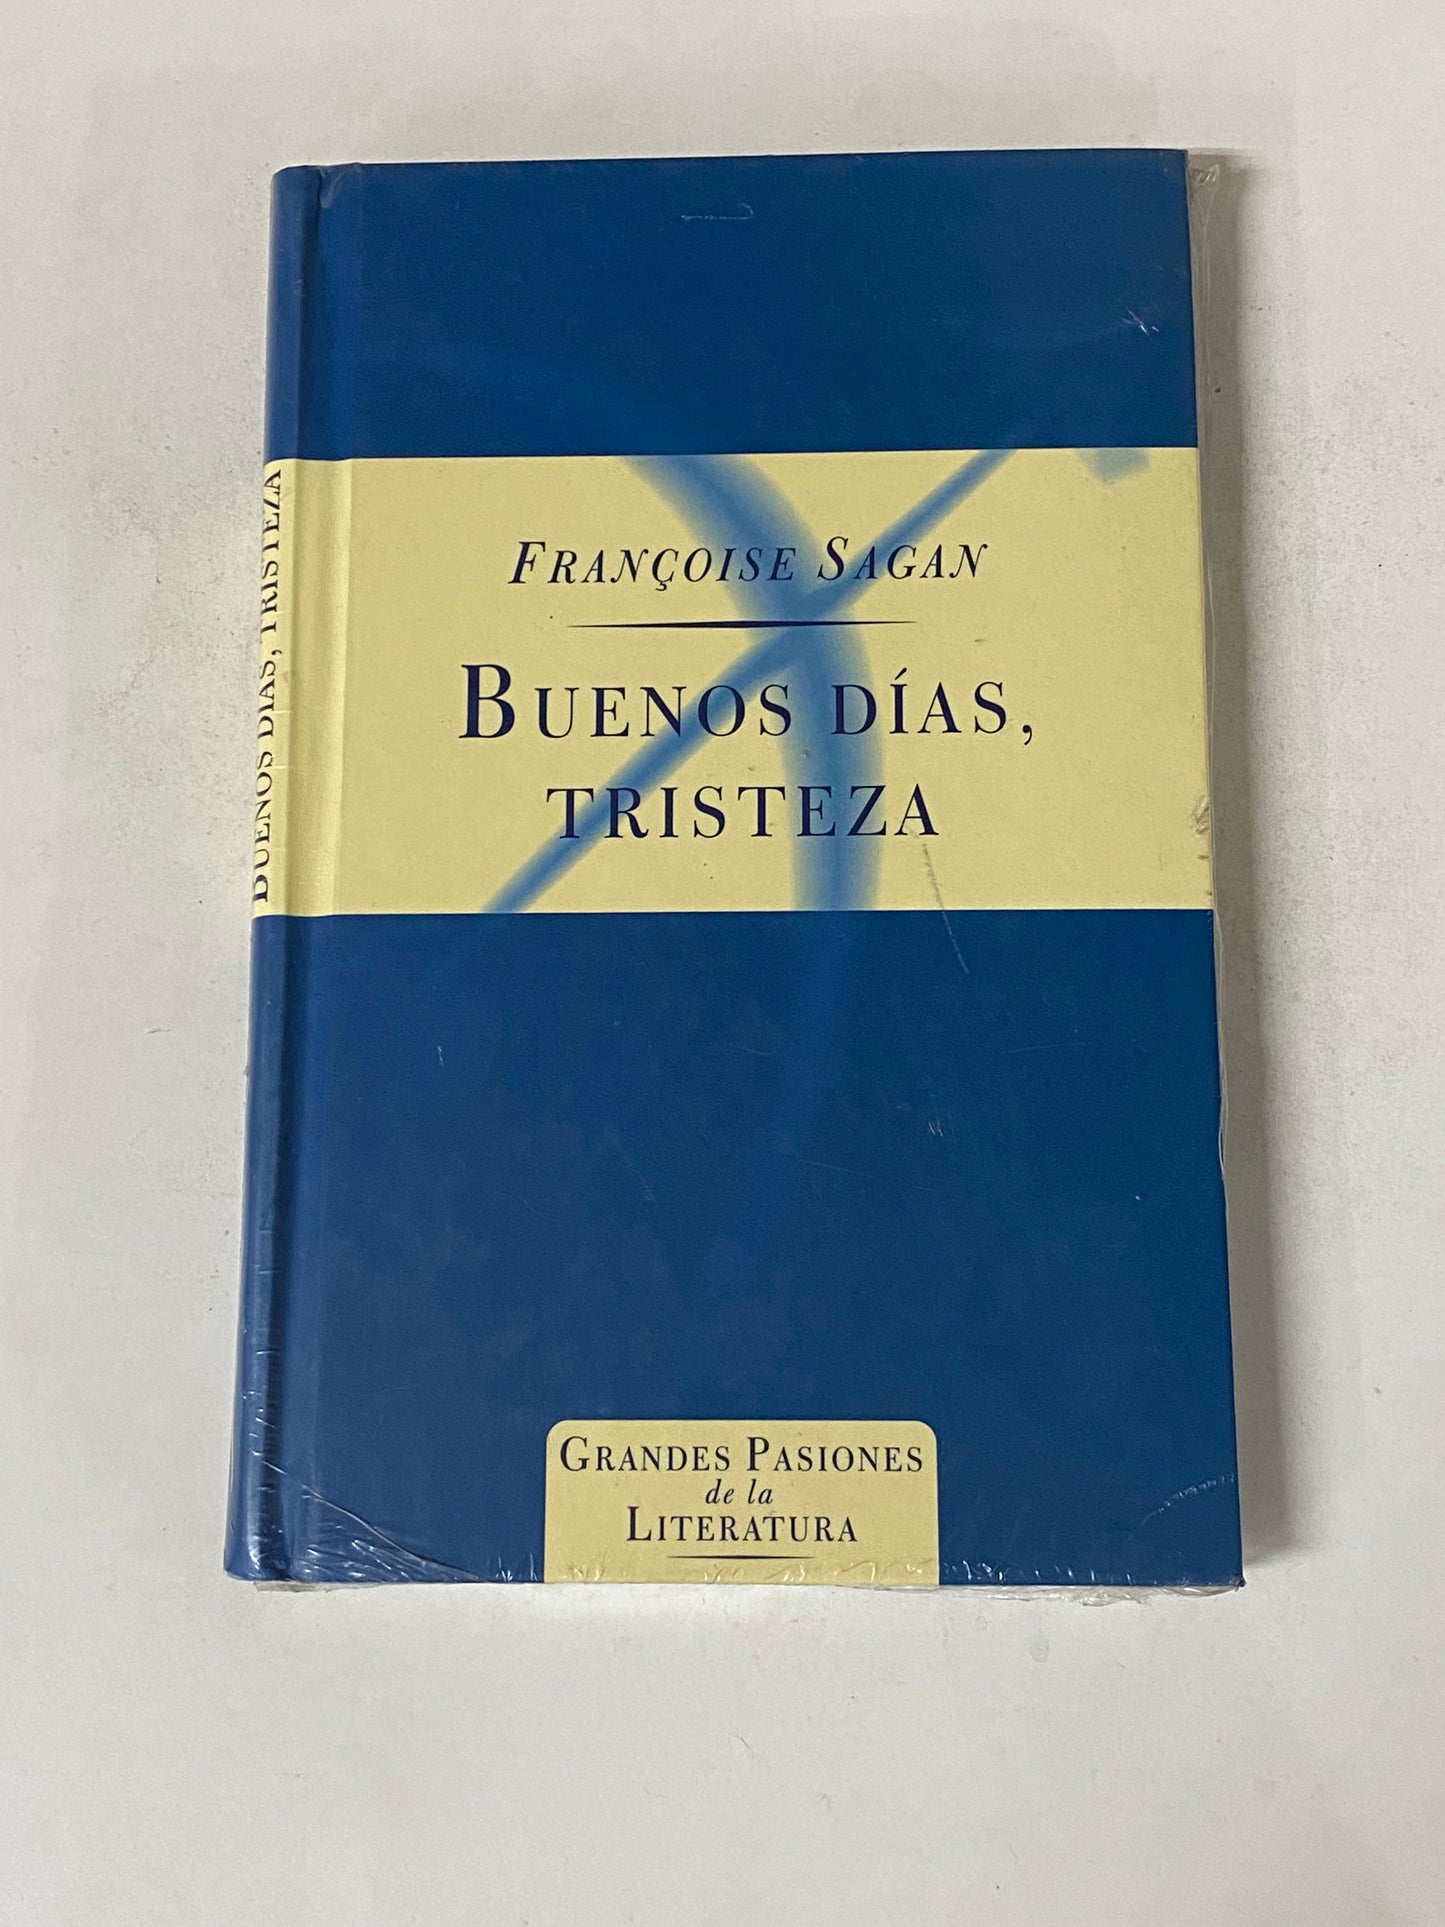 BUENOS DÍAS, TRISTEZA
FRANÇOISE SAGAN
BUENOS DÍAS,
TRISTEZA
GRANDES PASIONES
de la
LITERATURA